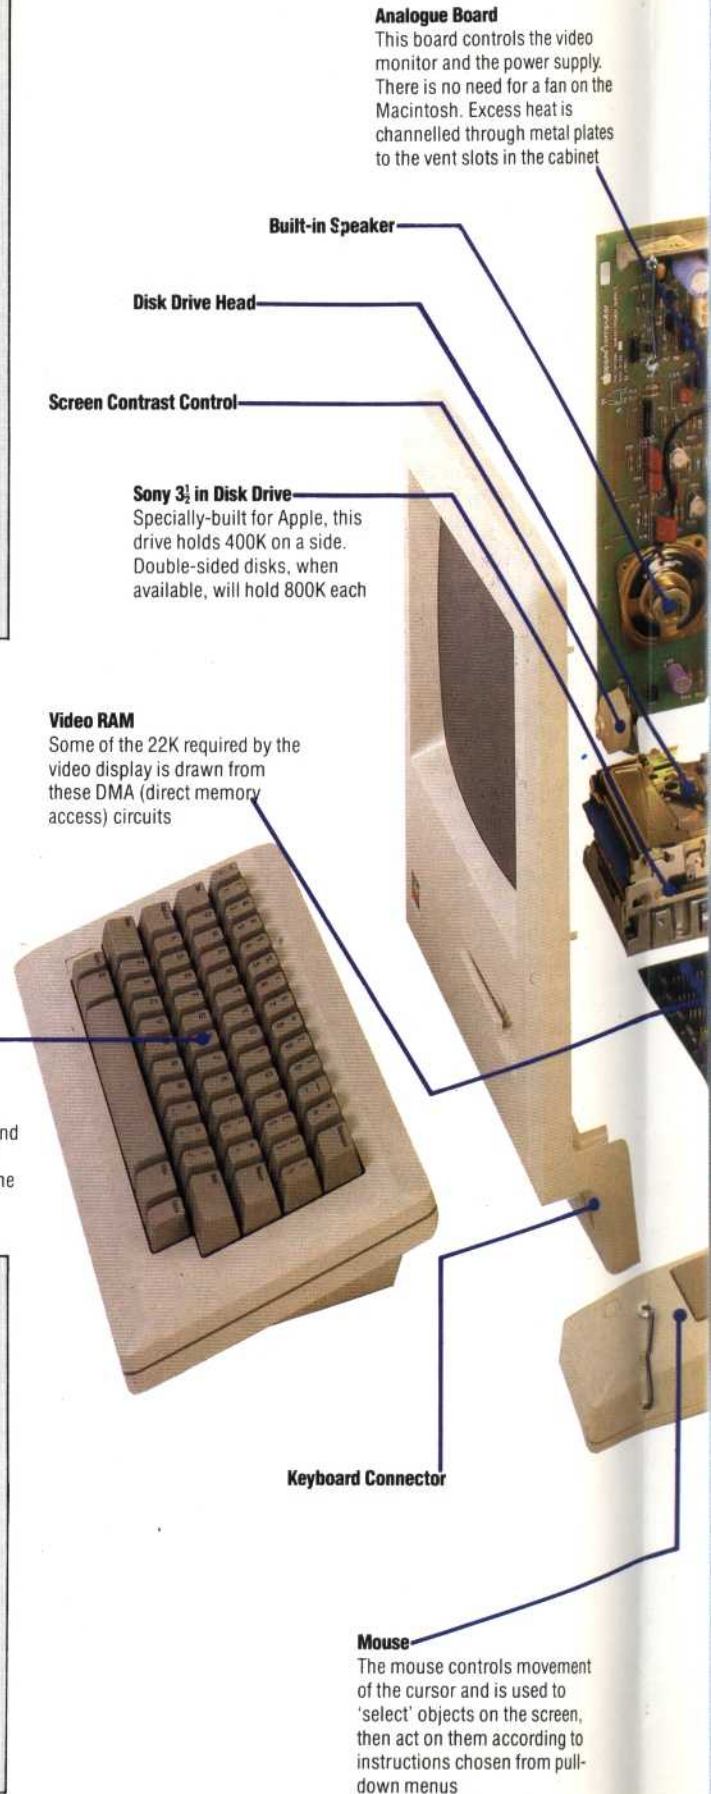 Analogue Board
This board controls the video
monitor and the power supply.
There is no need for a fan on the
Macintosh. Excess heat is
channelled through metal plates
to the vent slots in the cabinet
Built-in Speaker
Disk Drive Head
Screen Contrast Control
Sony 3½ in Disk Drive
Specially-built for Apple, this
drive holds 400K on a side.
Double-sided disks, when
available, will hold 800K each
Video RAM
Some of the 22K required by the
video display is drawn from
these DMA (direct memory
access) circuits
Keyboard Connector
Mouse
The mouse controls movement
of the cursor and is used to
‘select’ objects on the screen,
then act on them according to
instructions chosen from pull-
down menus